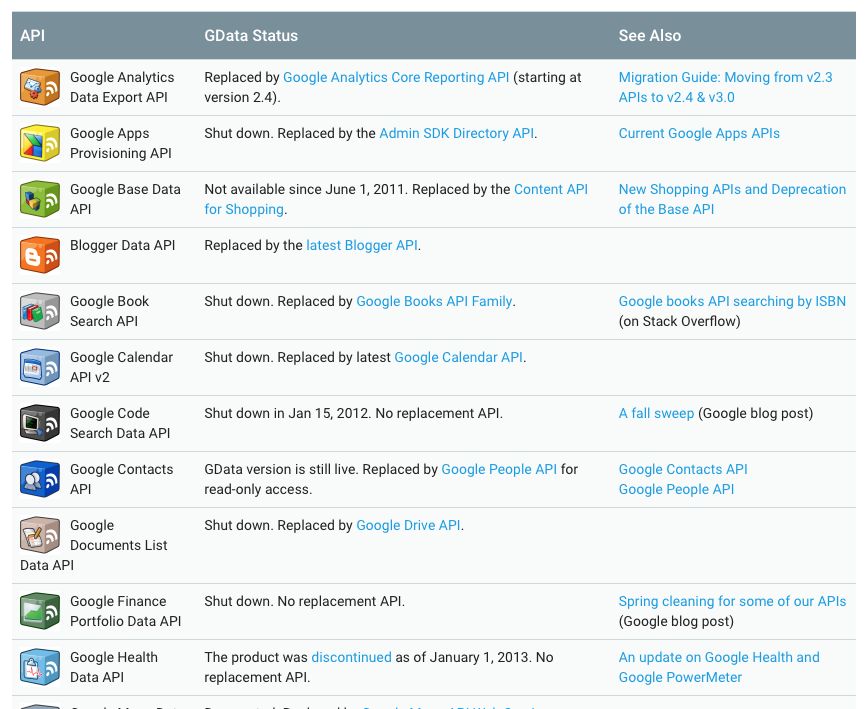 API GData Status See Also
Google Analytics Replaced by Google Analytics Core Reporting API (starting at Migration Guide: Moving from v2.3
Data Export API version 2.4). APIs to v2.4 & v3.0
Google Apps Shut down. Replaced by the Admin SDK Directory API. Current Google Apps APIs
Provisioning API
Google Base Data Not available since June 1, 2011. Replaced by the Content API New Shopping APIs and Deprecation
API for Shopping. of the Base API
Blogger Data API Replaced by the latest Blogger API.
Google Book Shut down. Replaced by Google Books API Family. Google books API searching by ISBN
Search API (on Stack Overflow)
Google Calendar Shut down. Replaced by latest Google Calendar API.
API v2
Google Code Shut down in Jan 15, 2012. No replacement API. A fall sweep (Google blog post)
Search Data API
Google Contacts GData version is still live. Replaced by Google People API for Google Contacts API
API read-only access. Google People API
Google Shut down. Replaced by Google Drive API.
Documents List
Data API
Google Finance Shut down. No replacement API. Spring cleaning for some of our APIs
Portfolio Data API (Google blog post)
Google Health The product was discontinued as of January 1, 2013. No An update on Google Health and
Data API replacement API. Google PowerMeter